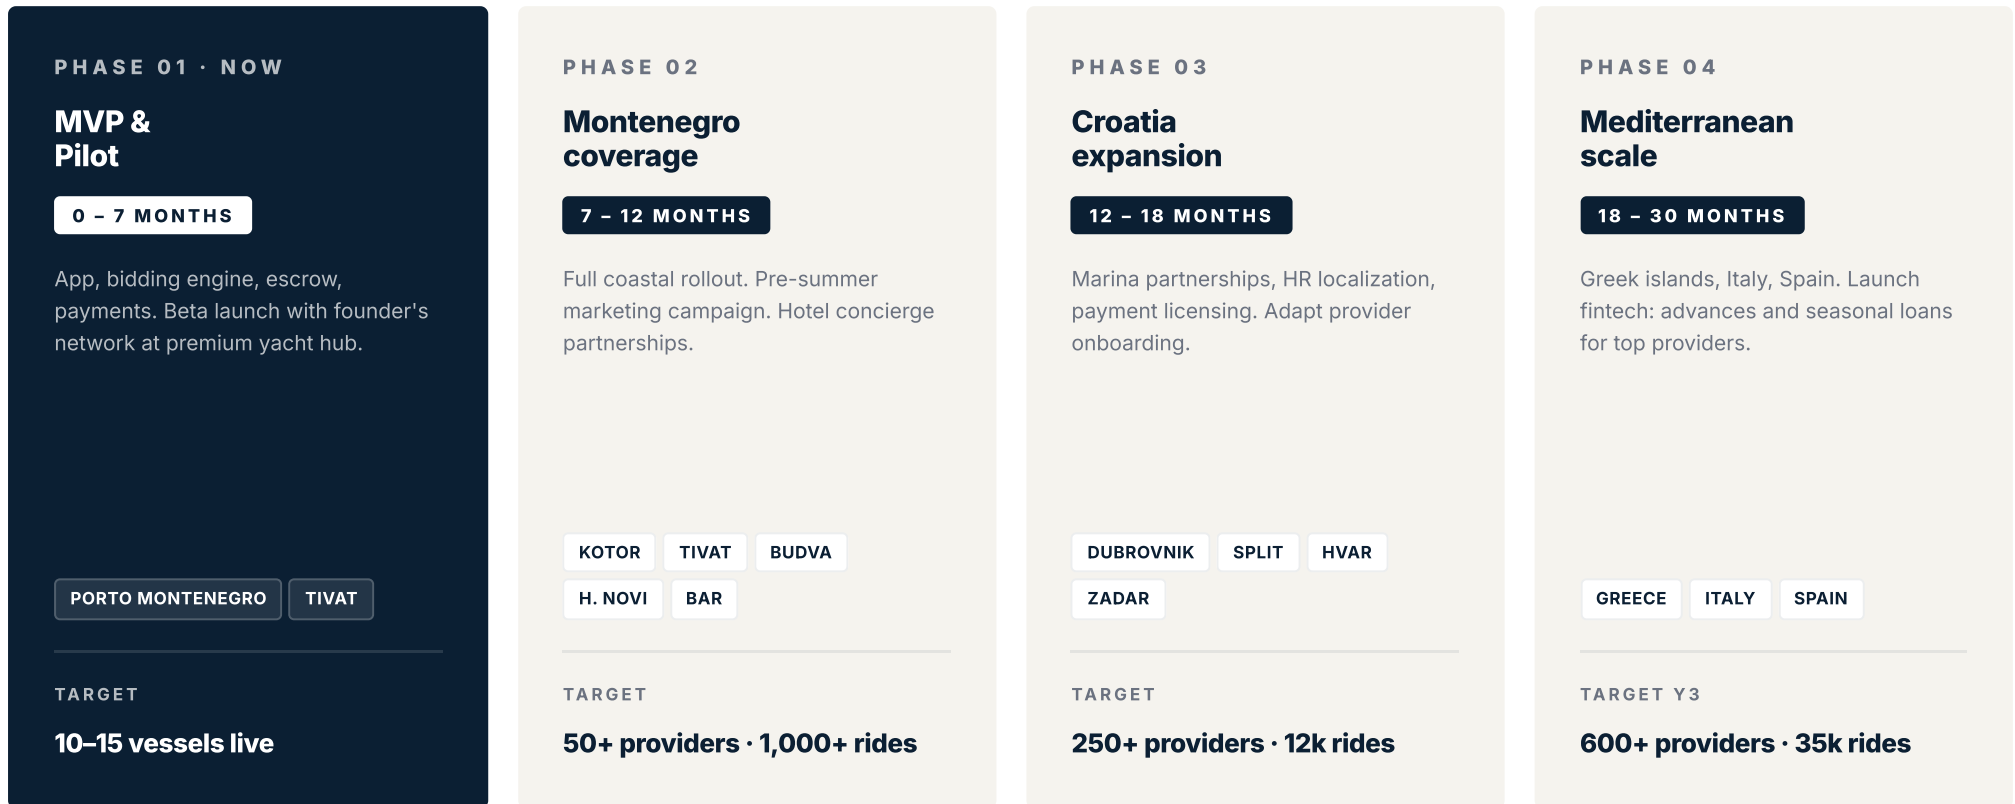 PHASE 01 · NOW
MVP &
Pilot
0 – 7 MONTHS
App, bidding engine, escrow,
payments. Beta launch with founder's
network at premium yacht hub.
PORTO MONTENEGRO
TIVAT
TARGET
10–15 vessels live
PHASE 02
Montenegro
coverage
7 – 12 MONTHS
Full coastal rollout. Pre-summer
marketing campaign. Hotel concierge
partnerships.
KOTOR
TIVAT
BUDVA
H. NOVI
BAR
TARGET
50+ providers · 1,000+ rides
PHASE 03
Croatia
expansion
12 – 18 MONTHS
Marina partnerships, HR localization,
payment licensing. Adapt provider
onboarding.
DUBROVNIK
SPLIT
HVAR
ZADAR
TARGET
250+ providers · 12k rides
PHASE 04
Mediterranean
scale
18 – 30 MONTHS
Greek islands, Italy, Spain. Launch
fintech: advances and seasonal loans
for top providers.
GREECE
ITALY
SPAIN
TARGET Y3
600+ providers · 35k rides